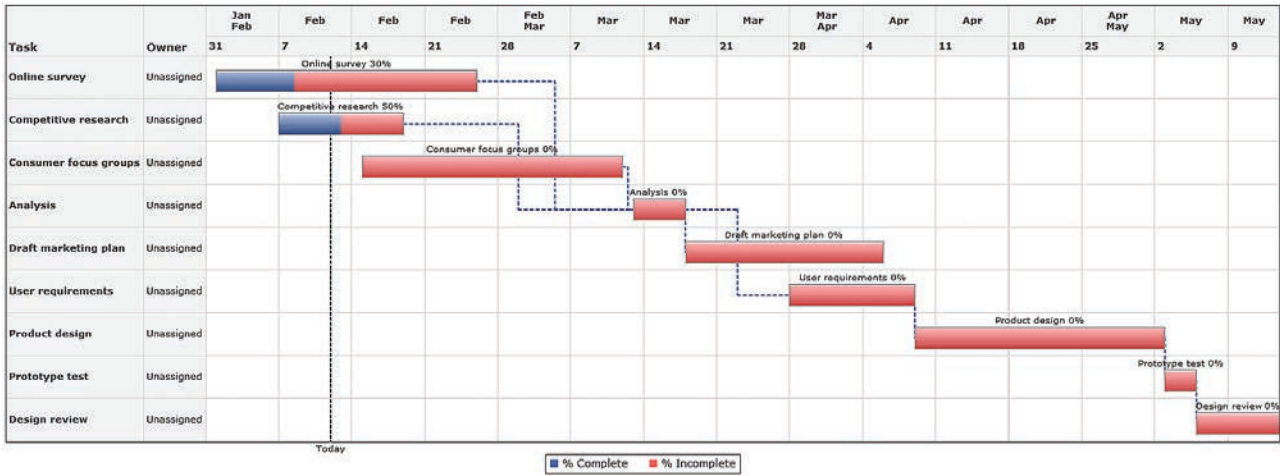 Jan Feb Feb Feb Feb Mar Mar Mar Mar Apr Apr Apr Apr May May
Feb Mar Apr May
Task Owner 31 7 14 21 28 7 14 21 28 4 11 18 25 2 9
Online survey 30%
Online survey Unassigned
Competitive research 50%
Competitive research Unassigned
Consumer focus groups 0%
Consumer focus groups Unassigned
Analysis 0%
Analysis Unassigned
Draft marketing plan 0%
Draft marketing plan Unassigned
User requirements 0%
User requirements Unassigned
Product design 0%
Product design Unassigned
Prototype test 0%
Prototype test Unassigned
Design review 0%
Design review Unassigned
Today
% Complete % Incomplete